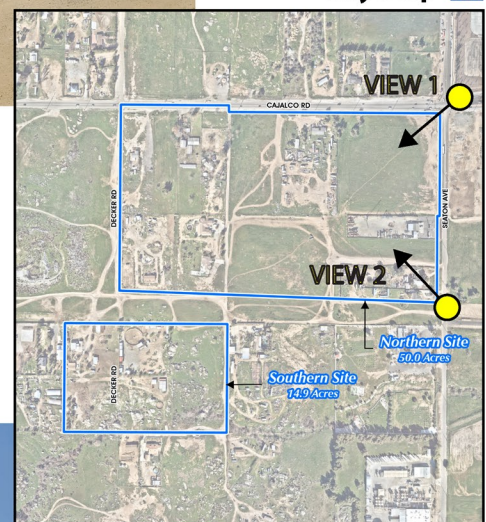 VIEW 1
CAJALCO RD
DECKER RD
SEATON AVE
VIEW 2
Northern Site
50.0 Acres
Southern Site
14.9 Acres
DECKER RD